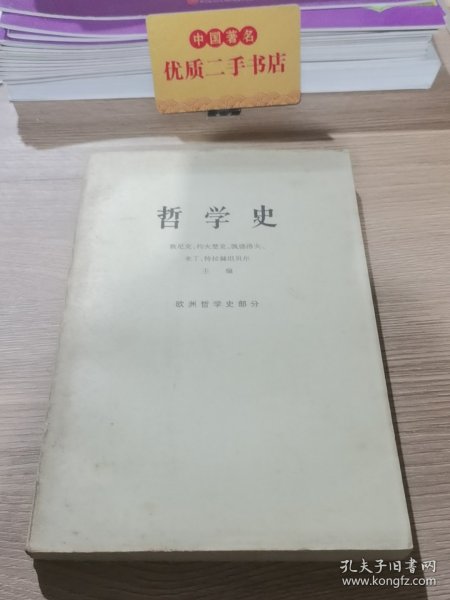 中国著名
优质二手书店
哲学史
敦尼克、约夫楚克、凯德洛夫、
米丁、特拉赫坦贝尔
主 编
欧洲哲学史部分
孔夫子旧书网
www.kongfz.com